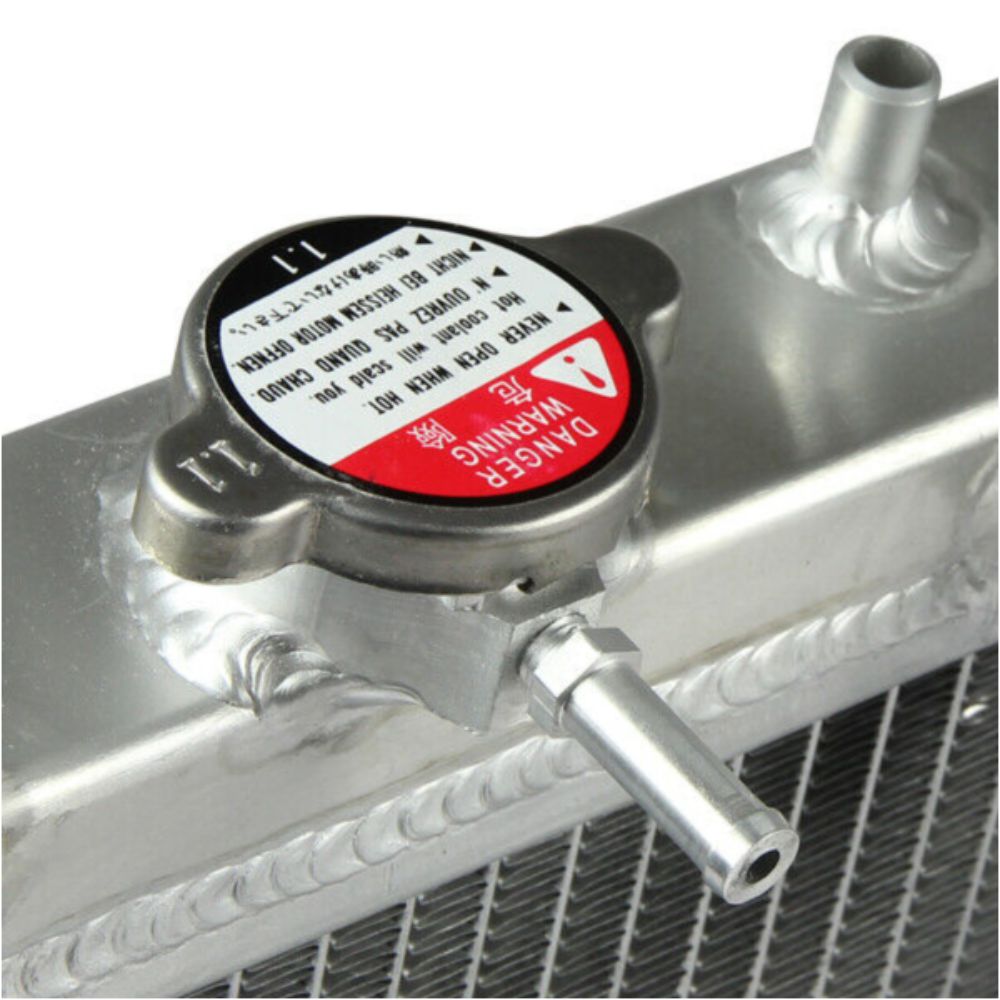 DANGER
WARNING
危險
NEVER OPEN WHEN HOT.
Hot coolant will scald you.
N OUVREZ PAS QUAND CHAUD.
NICHT BEI HEISSEM MOTOR OFFNEN.
熱い時あけないで下さい。
1.1
1.1